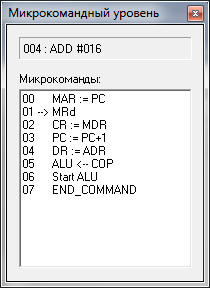 Микрокомандный уровень
004 : ADD #016
Микрокоманды:
00 MAR := PC
01 --> MRd
02 CR := MDR
03 PC := PC+1
04 DR := ADR
05 ALU <-- COP
06 Start ALU
07 END_COMMAND